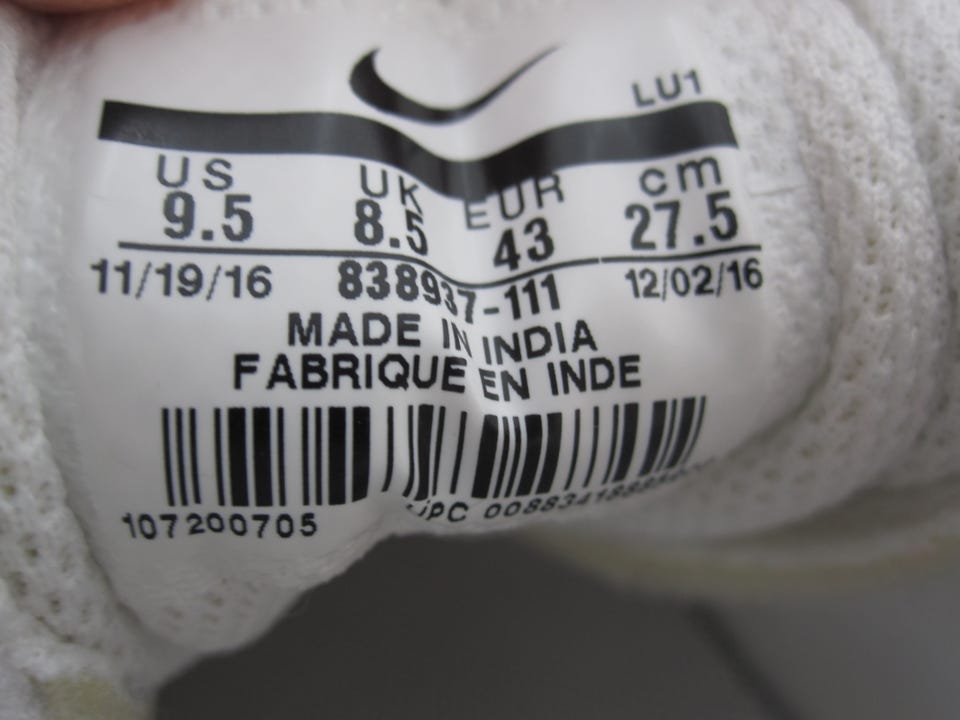 LU1
US UK EUR cm
9.5 8.5 43 27.5
11/19/16 838937-111 12/02/16
MADE IN INDIA
FABRIQUE EN INDE
107200705 UPC